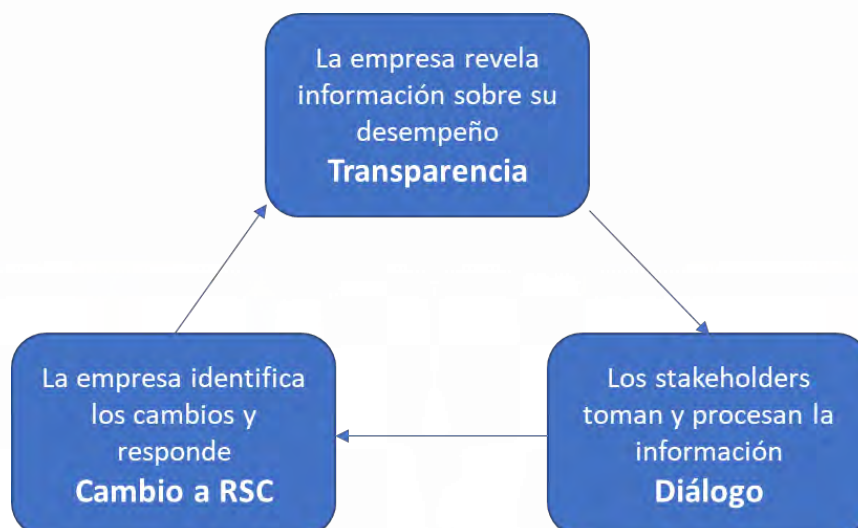 La empresa revela
información sobre su
desempeño
Transparencia
La empresa identifica
los cambios y
responde
Cambio a RSC
Los stakeholders
toman y procesan la
información
Diálogo